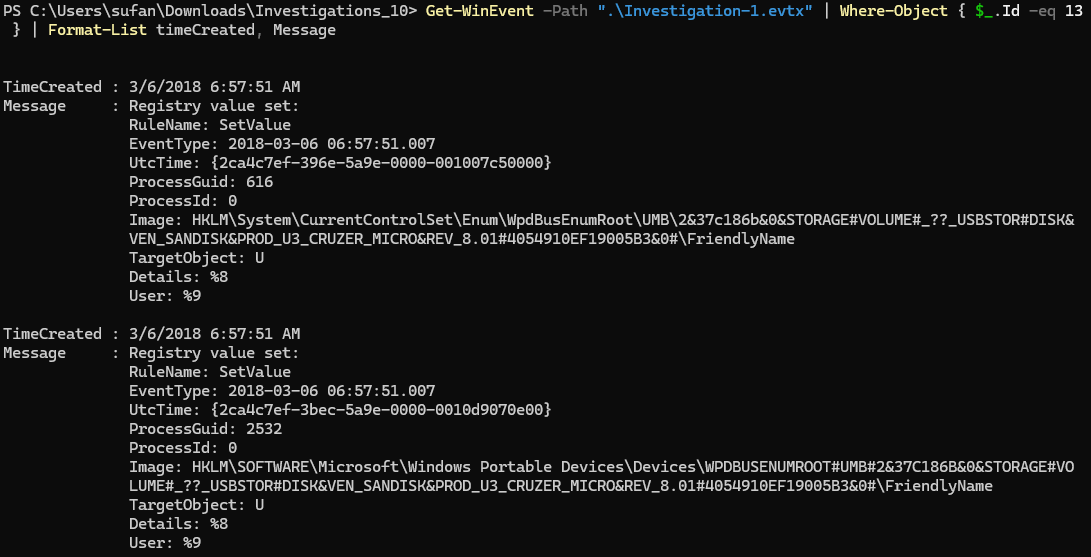 PS C:\Users\sufan\Downloads\Investigations_10> Get-WinEvent -Path ".\Investigation-1.evtx" | Where-Object { $_.Id -eq 13
 } | Format-List timeCreated, Message
TimeCreated : 3/6/2018 6:57:51 AM
Message     : Registry value set:
              RuleName: SetValue
              EventType: 2018-03-06 06:57:51.007
              UtcTime: {2ca4c7ef-396e-5a9e-0000-001007c50000}
              ProcessGuid: 616
              ProcessId: 0
              Image: HKLM\System\CurrentControlSet\Enum\WpdBusEnumRoot\UMB\2&37c186b&0&STORAGE#VOLUME#_??_USBSTOR#DISK&
              VEN_SANDISK&PROD_U3_CRUZER_MICRO&REV_8.01#4054910EF19005B3&0#\FriendlyName
              TargetObject: U
              Details: %8
              User: %9
TimeCreated : 3/6/2018 6:57:51 AM
Message     : Registry value set:
              RuleName: SetValue
              EventType: 2018-03-06 06:57:51.007
              UtcTime: {2ca4c7ef-3bec-5a9e-0000-0010d9070e00}
              ProcessGuid: 2532
              ProcessId: 0
              Image: HKLM\SOFTWARE\Microsoft\Windows Portable Devices\Devices\WPDBUSENUMROOT#UMB#2&37C186B&0&STORAGE#VO
              LUME#_??_USBSTOR#DISK&VEN_SANDISK&PROD_U3_CRUZER_MICRO&REV_8.01#4054910EF19005B3&0#\FriendlyName
              TargetObject: U
              Details: %8
              User: %9